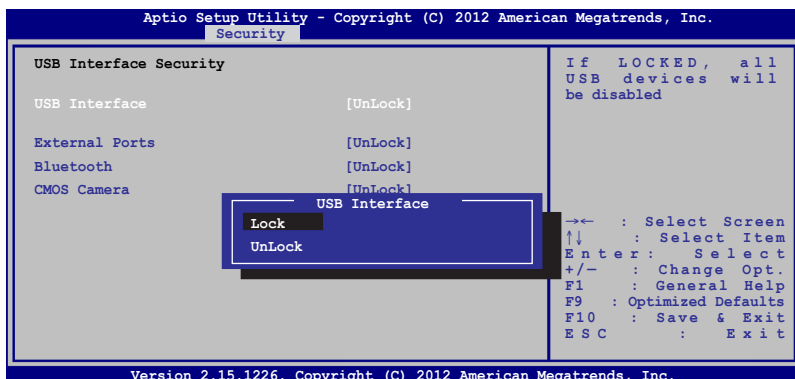 Aptio Setup Utility - Copyright (C) 2012 American Megatrends, Inc.
Security
USB Interface Security
USB Interface [UnLock]
External Ports [UnLock]
Bluetooth [UnLock]
CMOS Camera [UnLock]
USB Interface
Lock
UnLock
If LOCKED, all
USB devices will
be disabled
→← : Select Screen
↑↓ : Select Item
Enter: Select
+/— : Change Opt.
F1 : General Help
F9 : Optimized Defaults
F10 : Save & Exit
ESC : Exit
Version 2.15.1226. Copyright (C) 2012 American Megatrends, Inc.